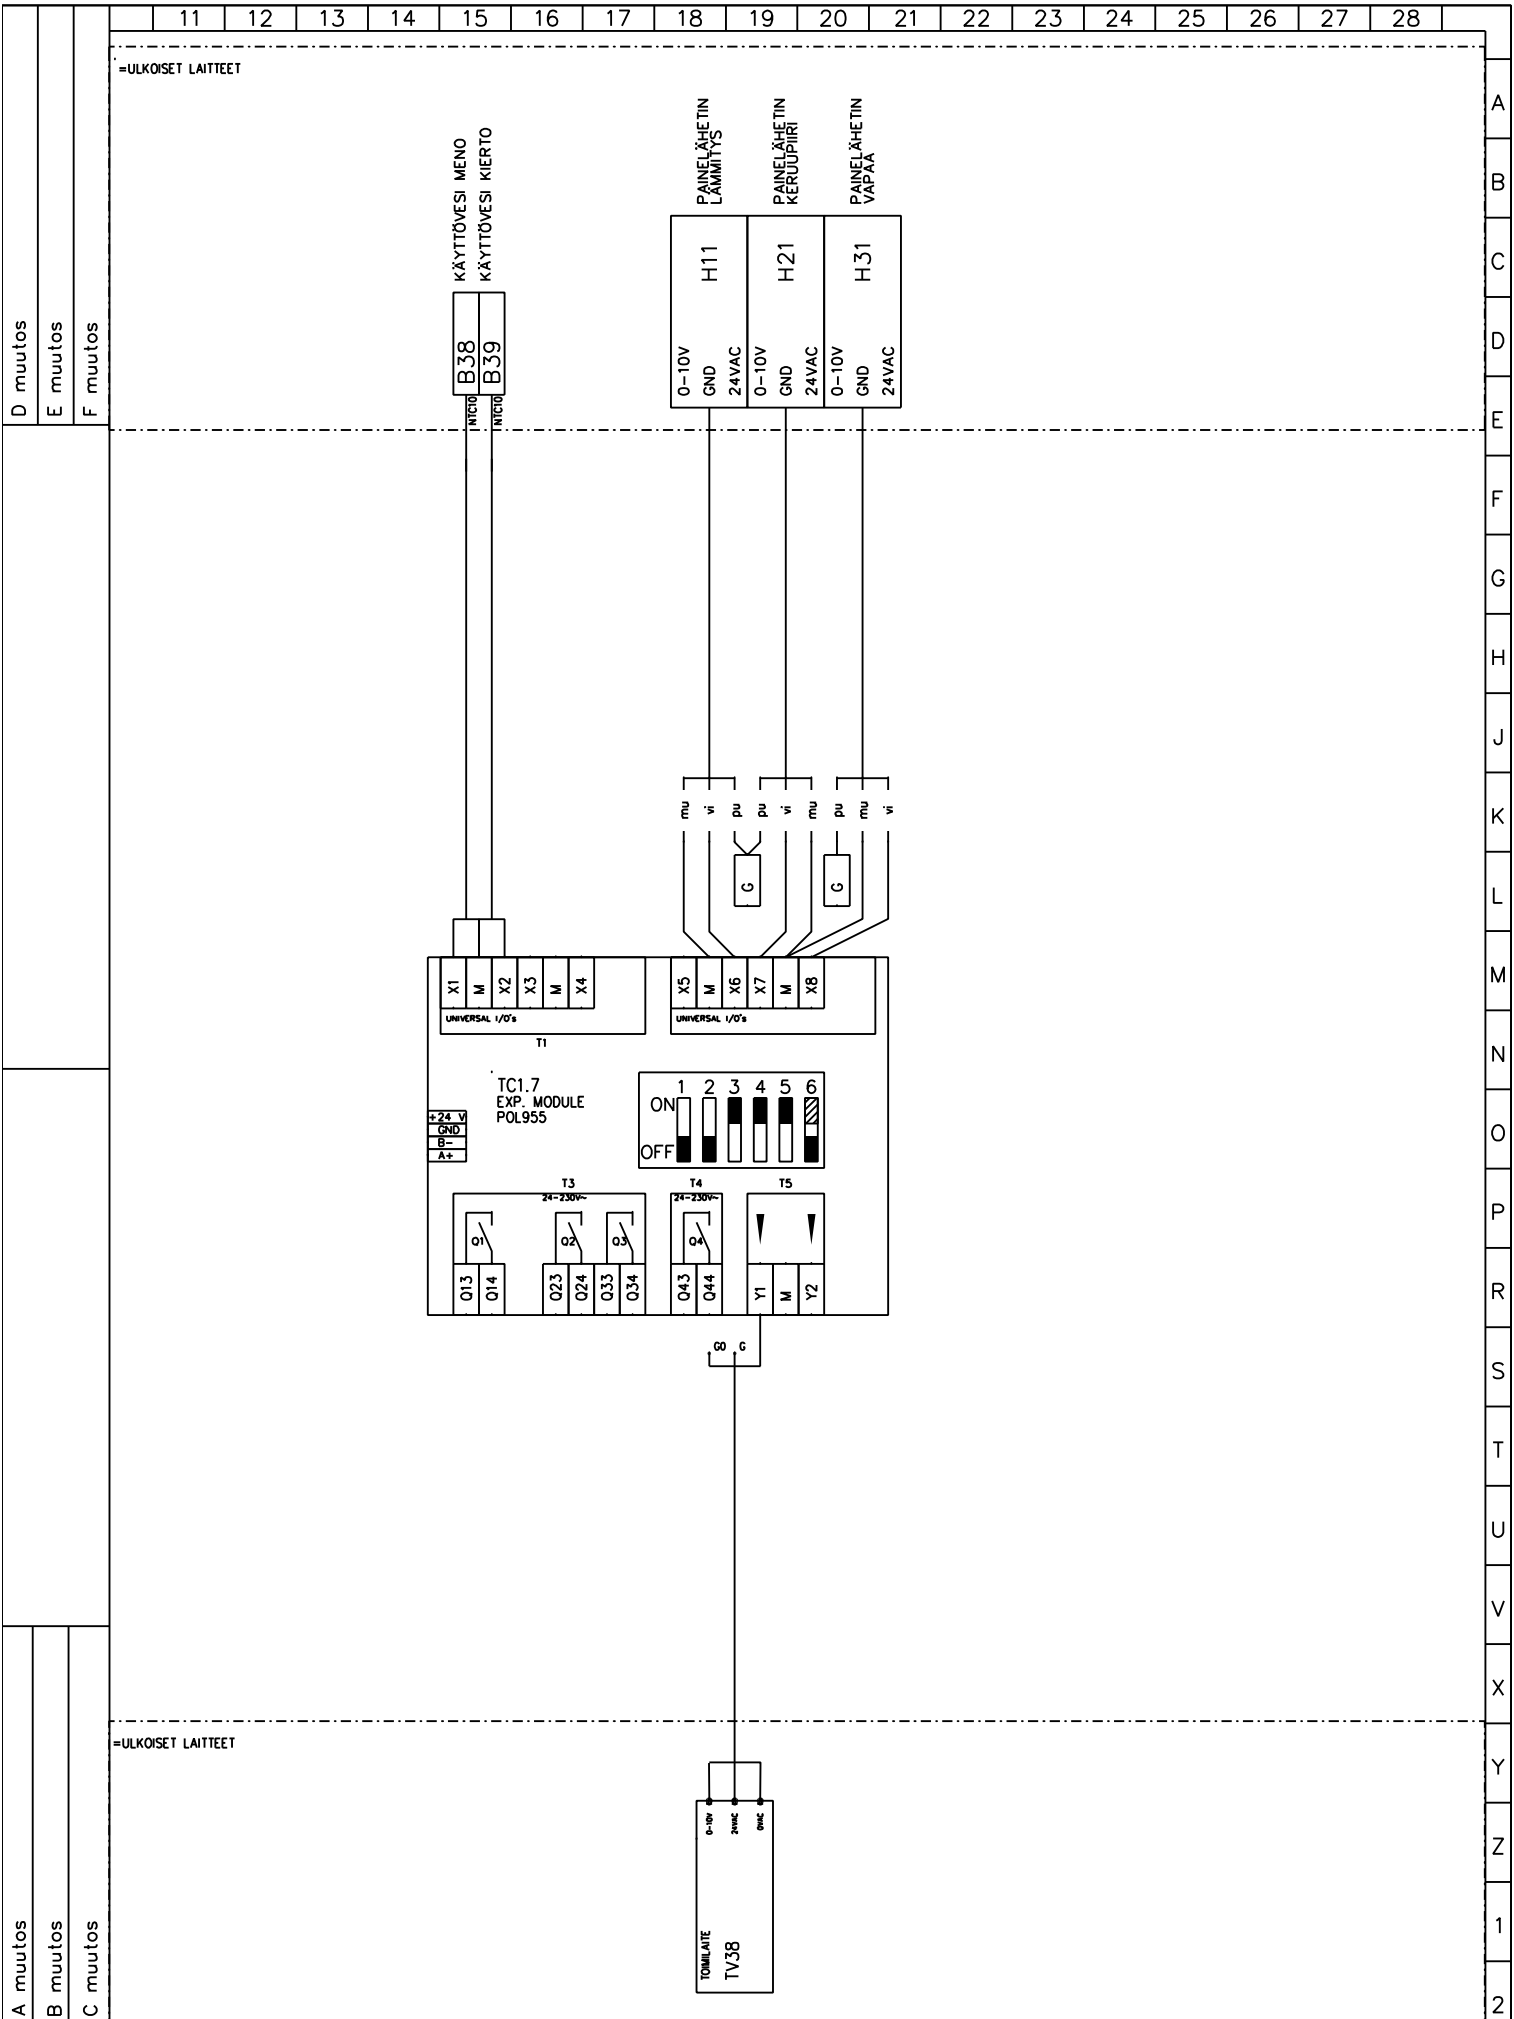 11 12 13 14 15 16 17 18 19 20 21 22 23 24 25 26 27 28
=ULKOISET LAITTEET
KÄYTTÖVESI MENO
KÄYTTÖVESI KIERTO
PAINELÄHETIN
LÄMMITYS
PAINELÄHETIN
KERUUPIIRI
PAINELÄHETIN
VAPAA
H11
H21
H31
B38
B39
0-10V
GND
24VAC
0-10V
GND
24VAC
0-10V
GND
24VAC
NTC10
NTC10
D muutos
E muutos
F muutos
A
B
C
D
E
F
G
H
J
K
L
M
N
O
P
R
S
T
U
V
X
Y
Z
1
2
mu vi pu pu vi mu pu mu vi
G G
X1 M X2 X3 M X4
UNIVERSAL I/O's
X5 M X6 X7 M X8
UNIVERSAL I/O's
T1
TC1.7
EXP. MODULE
POL955
+24 V
GND
B-
A+
1 2 3 4 5 6
ON
OFF
T3
24-230V~
T4
24-230V~
T5
Q1 Q2 Q3 Q4
Q13 Q14 Q23 Q24 Q33 Q34 Q43 Q44 Y1 M Y2
G0 G
=ULKOISET LAITTEET
0-10V
24VAC
0VAC
TOIMILAITE
TV38
A muutos
B muutos
C muutos